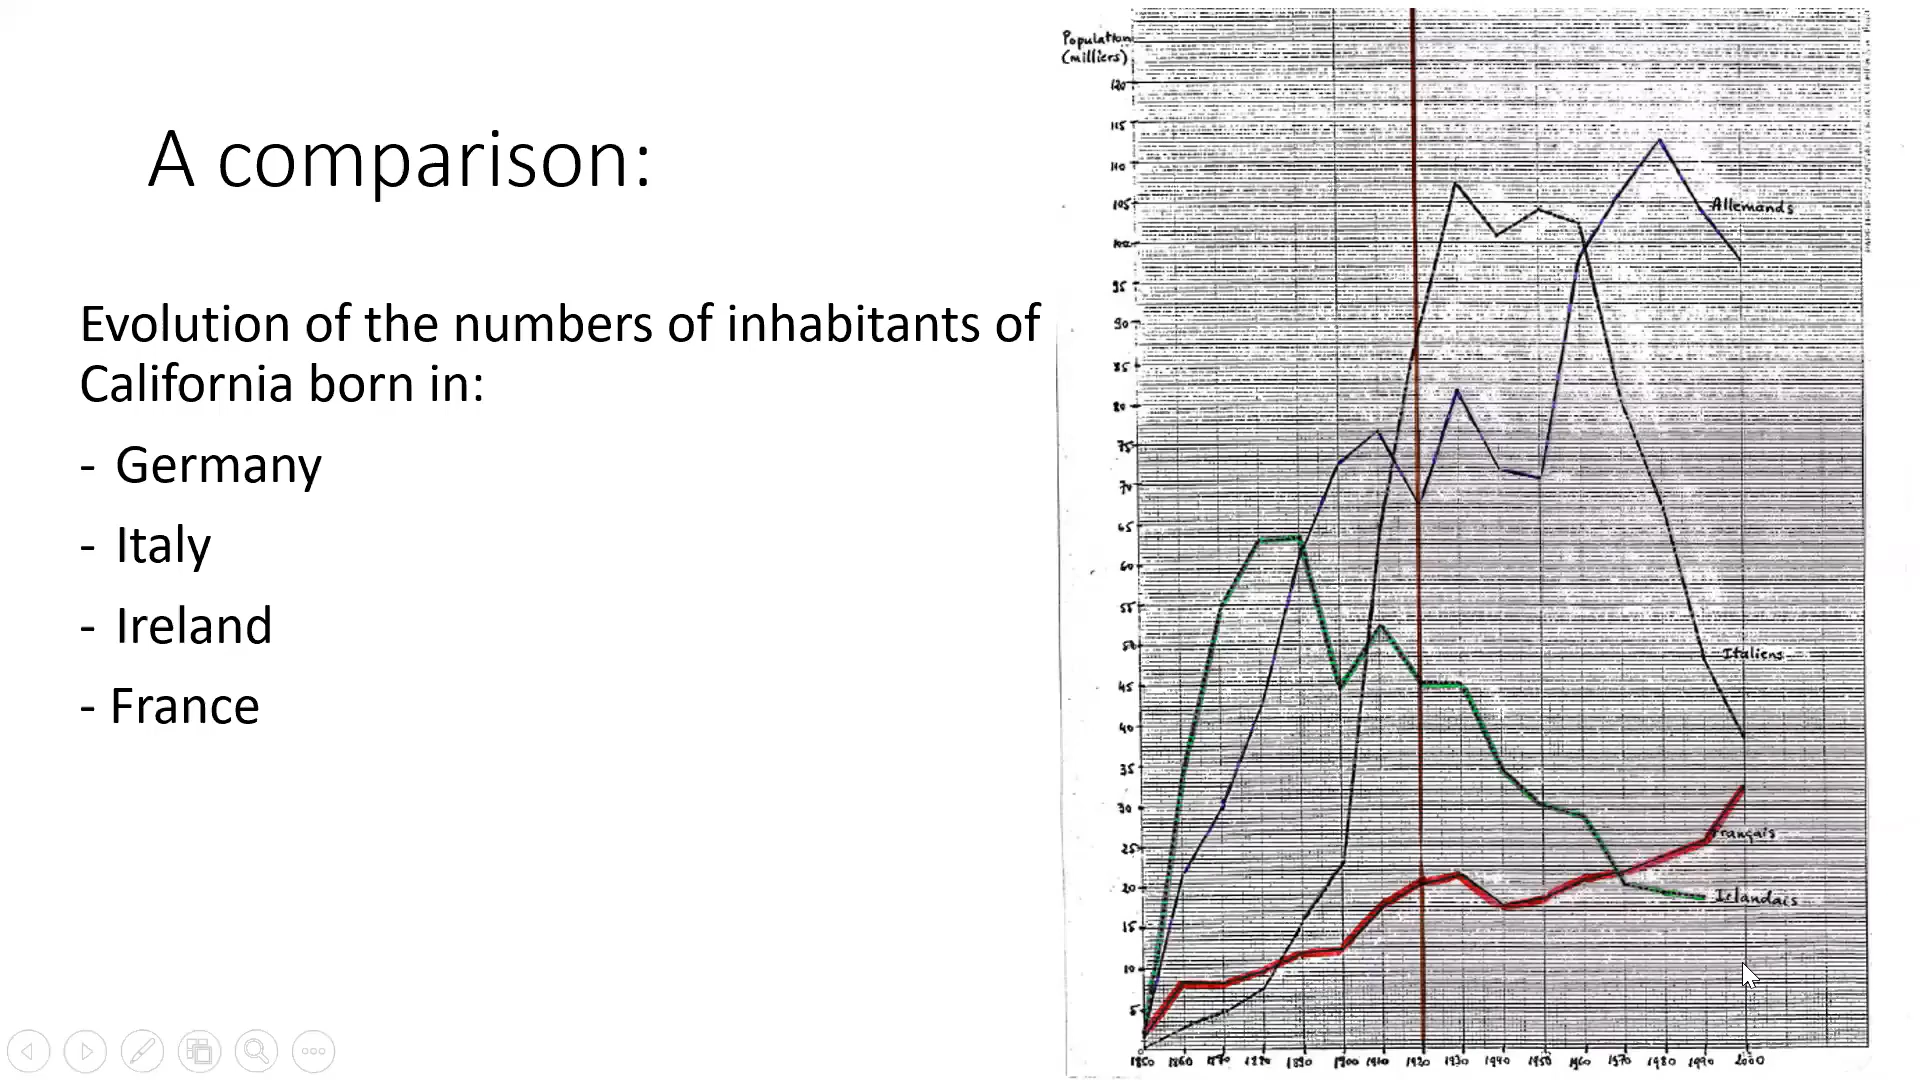 A comparison:
Evolution of the numbers of inhabitants of
California born in:
- Germany
- Italy
- Ireland
- France
Population
(milliers)
120
115
110
105
100
95
90
85
80
75
70
65
60
55
50
45
40
35
30
25
20
15
10
5
Allemands
Italiens
Français
Irlandais
1850 1860 1870 1880 1890 1900 1910 1920 1930 1940 1950 1960 1970 1980 1990 2000